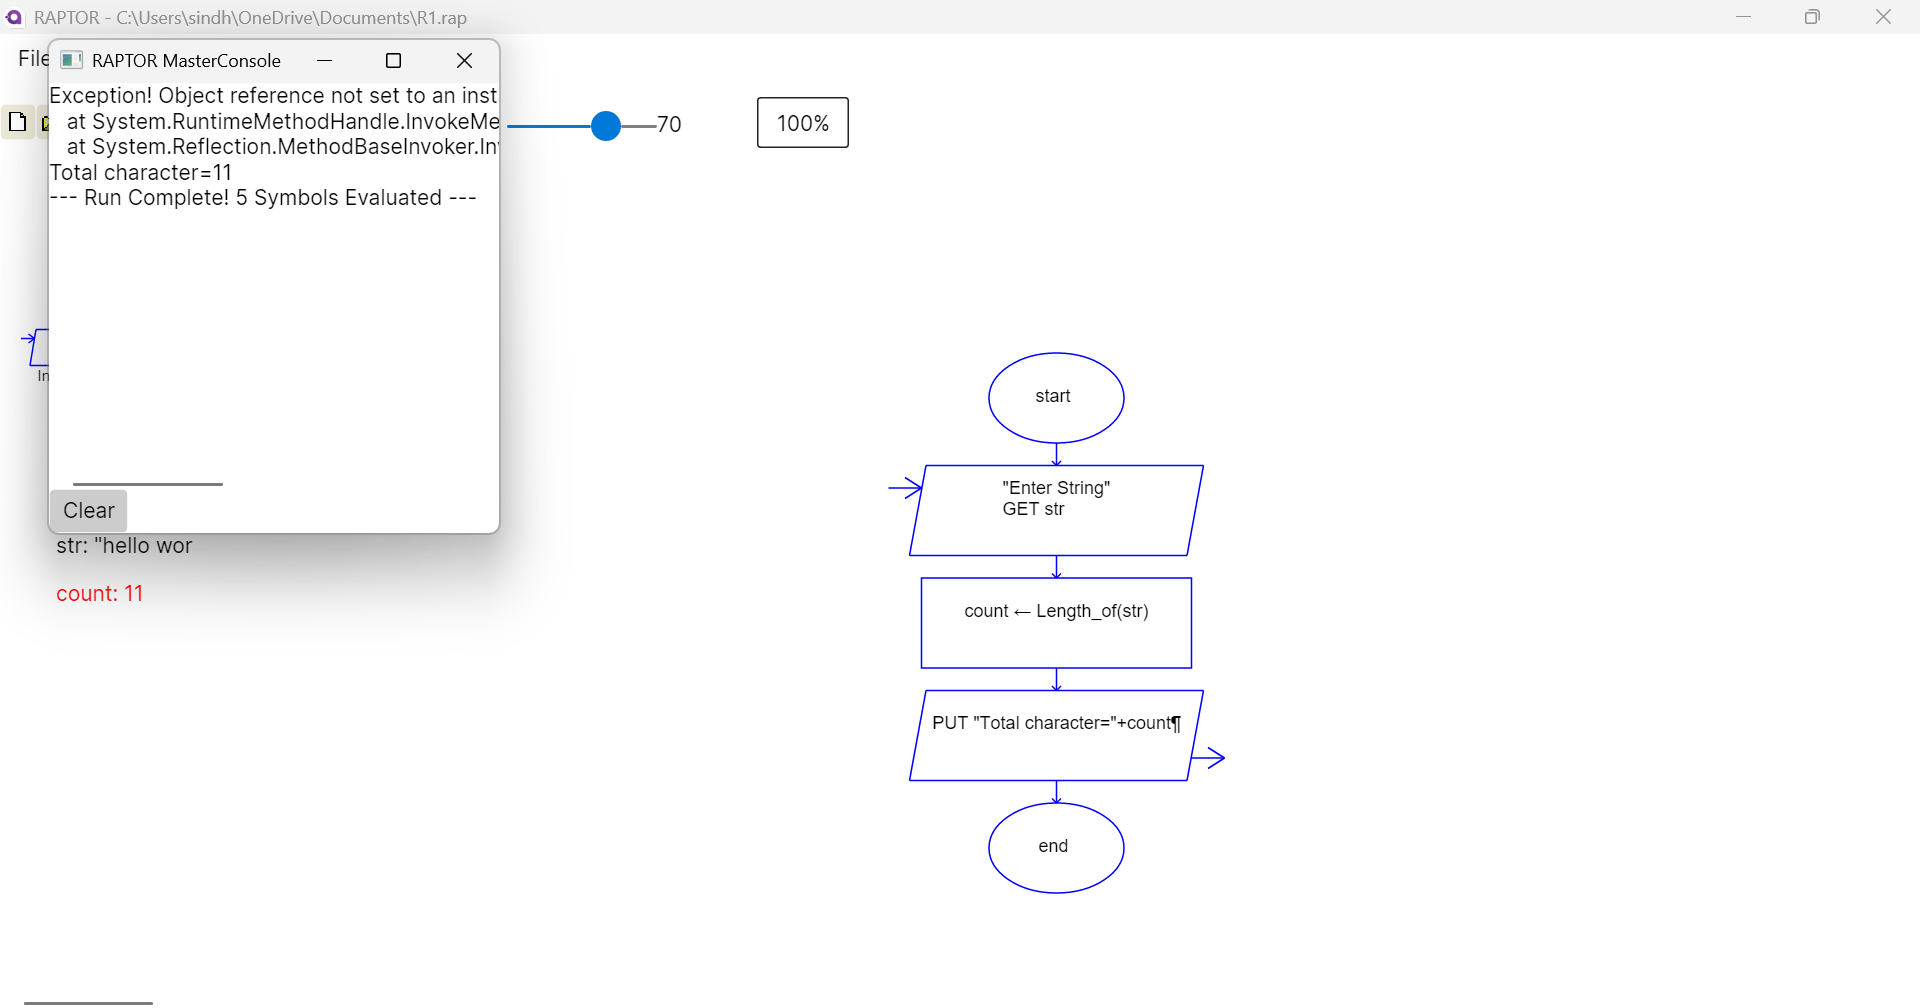 RAPTOR - C:\Users\sindh\OneDrive\Documents\R1.rap
File
RAPTOR MasterConsole
Exception! Object reference not set to an inst
at System.RuntimeMethodHandle.InvokeMe
at System.Reflection.MethodBaseInvoker.In
Total character=11
--- Run Complete! 5 Symbols Evaluated ---
Clear
70
100%
In
str: "hello wor
count: 11
start
"Enter String"
GET str
count ← Length_of(str)
PUT "Total character="+count¶
end